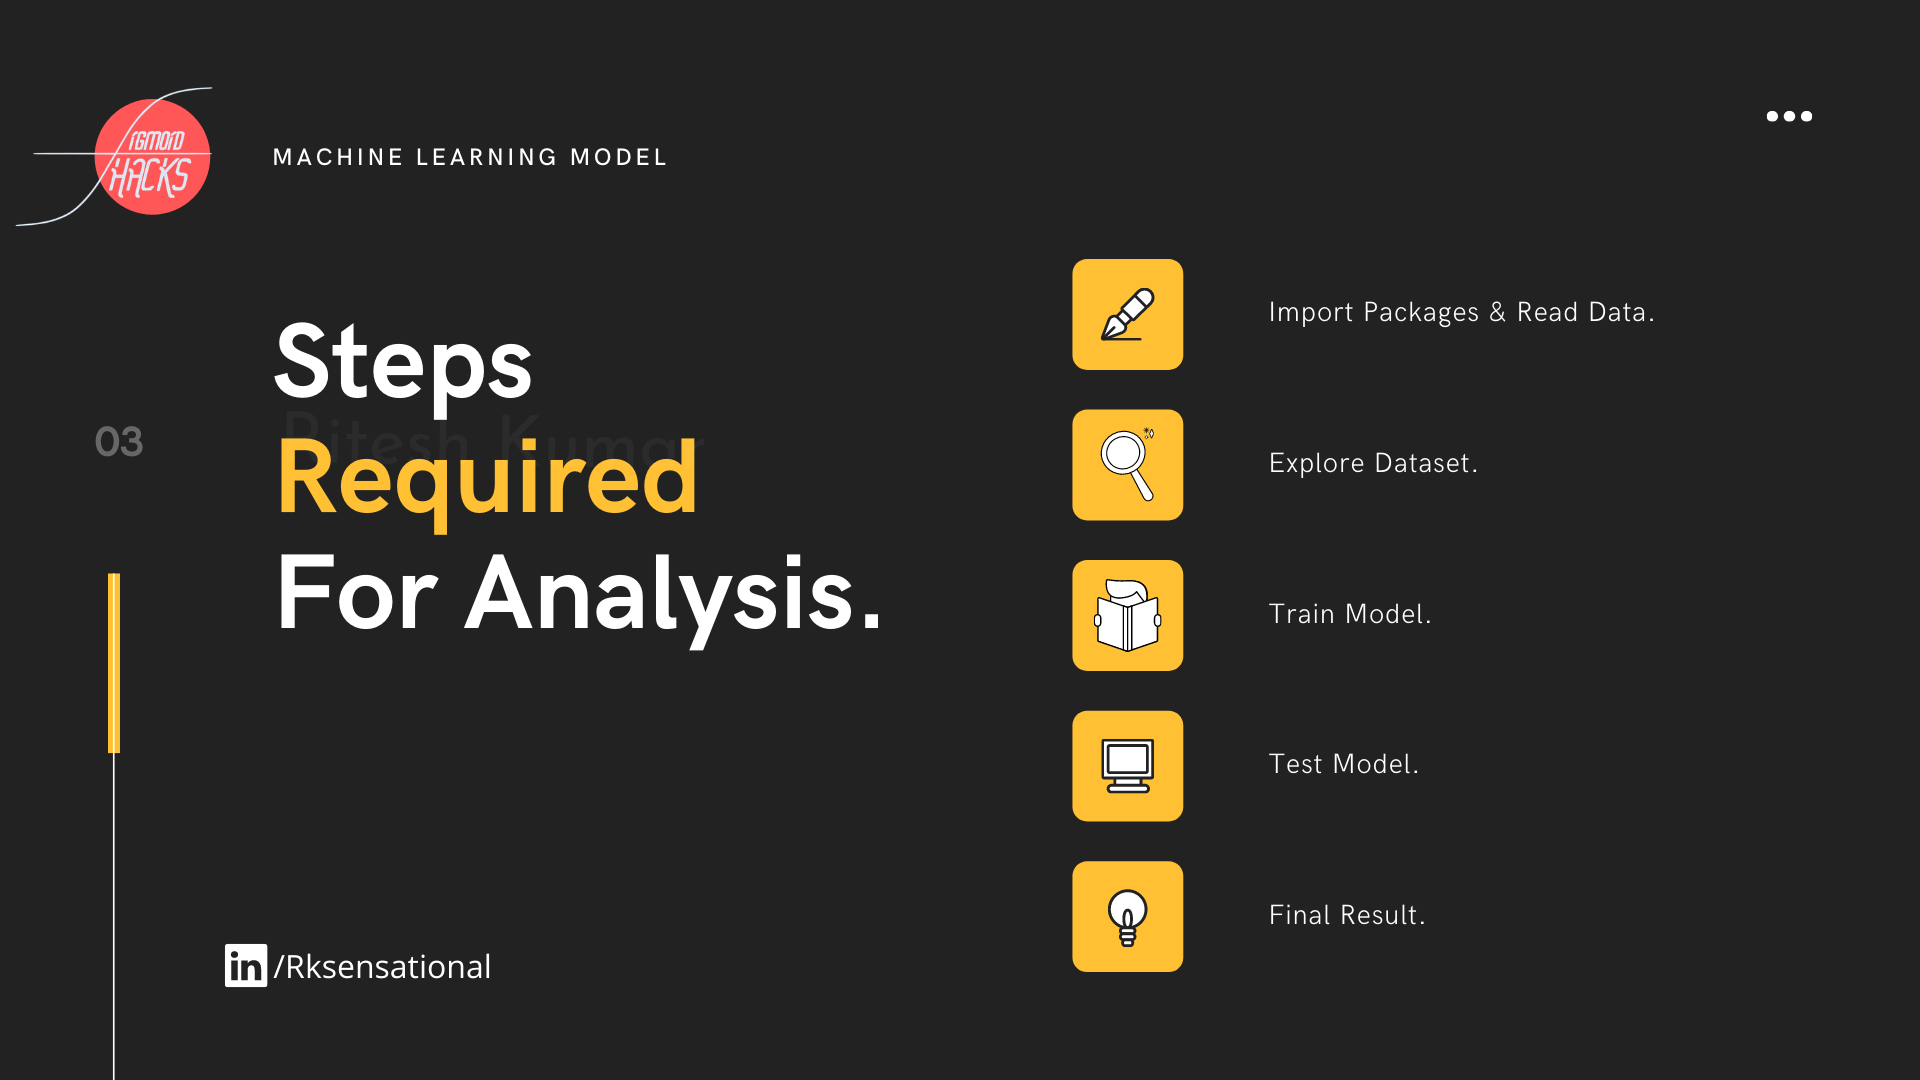 IGMOID
HACKS
MACHINE LEARNING MODEL
03
Steps
Ritesh Kumar
Required
For Analysis.
Import Packages & Read Data.
Explore Dataset.
Train Model.
Test Model.
Final Result.
in /Rksensational